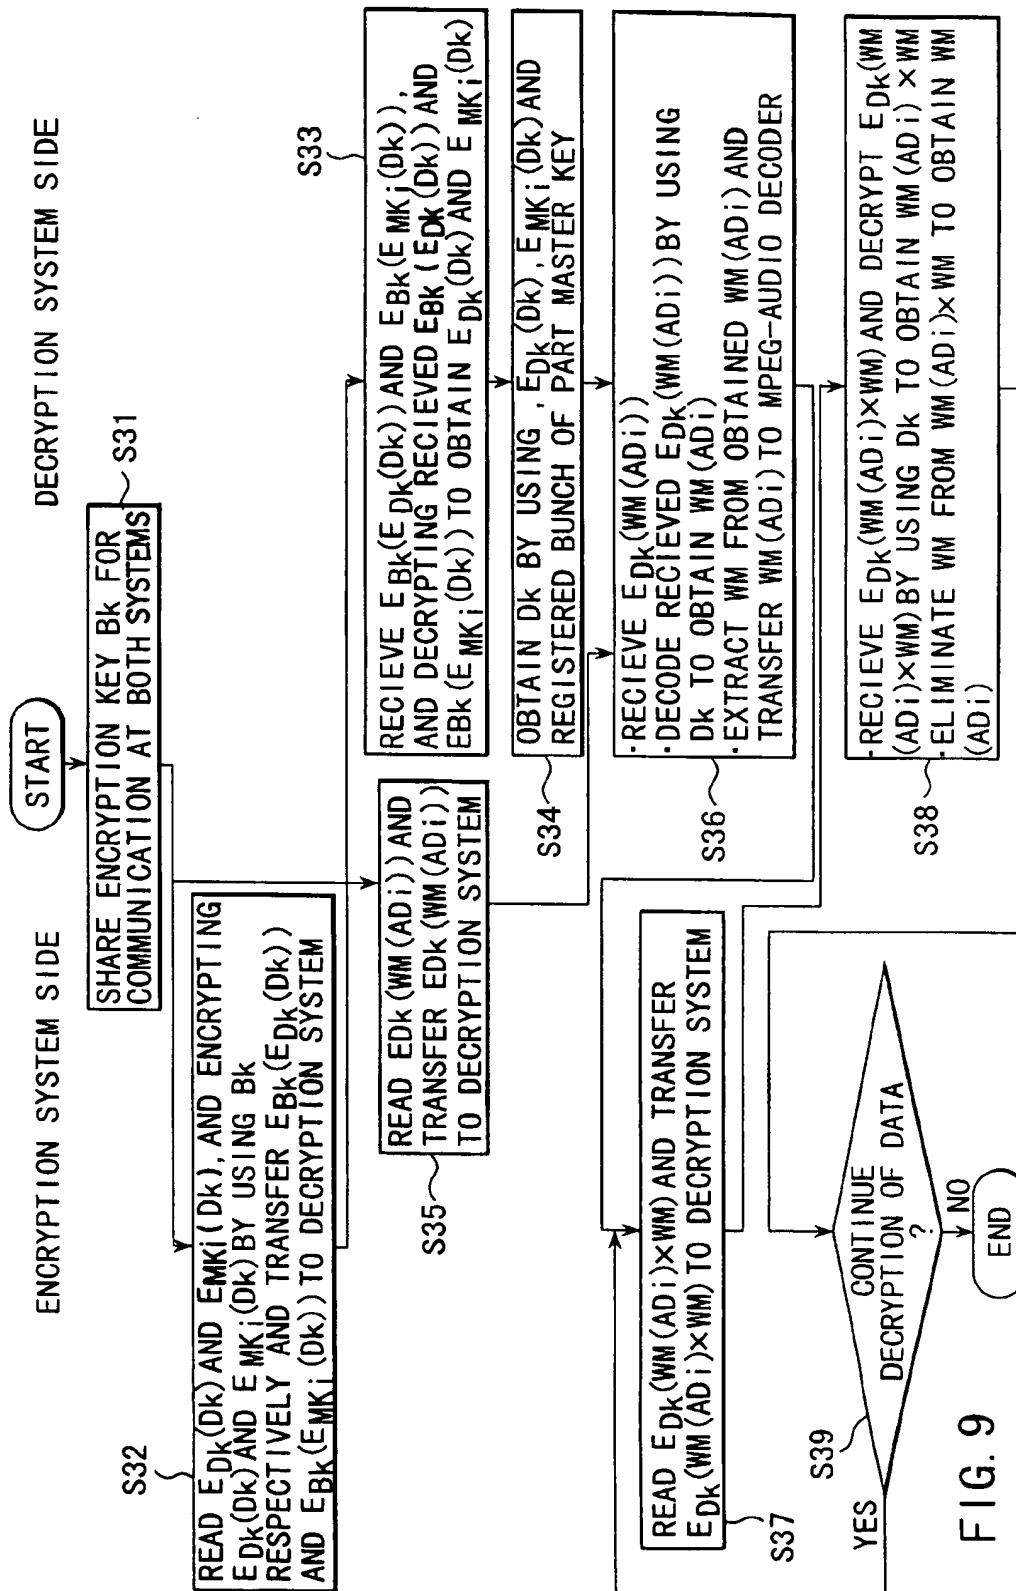 ENCRYPTION SYSTEM SIDE
DECRYPTION SYSTEM SIDE
START
SHARE ENCRYPTION KEY Bk FOR
COMMUNICATION AT BOTH SYSTEMS
S31
S32
READ EDk(Dk) AND EMKi(Dk), AND ENCRYPTING
EDk(Dk) AND EMKi(Dk) BY USING Bk
RESPECTIVELY AND TRANSFER EBk(EDk(Dk))
AND EBk(EMKi(Dk)) TO DECRYPTION SYSTEM
S33
RECIEVE EBk(EDk(Dk)) AND EBk(EMKi(Dk)),
AND DECRYPTING RECIEVED EBK(EDK(Dk)) AND
EBk(EMKi(Dk)) TO OBTAIN EDk(Dk) AND EMKi(Dk)
S34
OBTAIN Dk BY USING ,EDk(Dk),EMKi(Dk) AND
REGISTERED BUNCH OF PART MASTER KEY
S35
READ EDk(WM(ADi)) AND
TRANSFER EDk(WM(ADi))
TO DECRYPTION SYSTEM
S36
·RECIEVE EDk(WM(ADi))
·DECODE RECIEVED EDk(WM(ADi)) BY USING
Dk TO OBTAIN WM(ADi)
·EXTRACT WM FROM OBTAINED WM(ADi) AND
TRANSFER WM(ADi) TO MPEG-AUDIO DECODER
S37
READ EDk(WM(ADi)×WM) AND TRANSFER
EDk(WM(ADi)×WM) TO DECRYPTION SYSTEM
S38
·RECIEVE EDk(WM(ADi)×WM) AND DECRYPT EDk(WM
(ADi)×WM) BY USING Dk TO OBTAIN WM(ADi)×WM
·ELIMINATE WM FROM WM(ADi)×WM TO OBTAIN WM
(ADi)
S39
CONTINUE
DECRYPTION OF DATA
?
YES
NO
END
FIG. 9